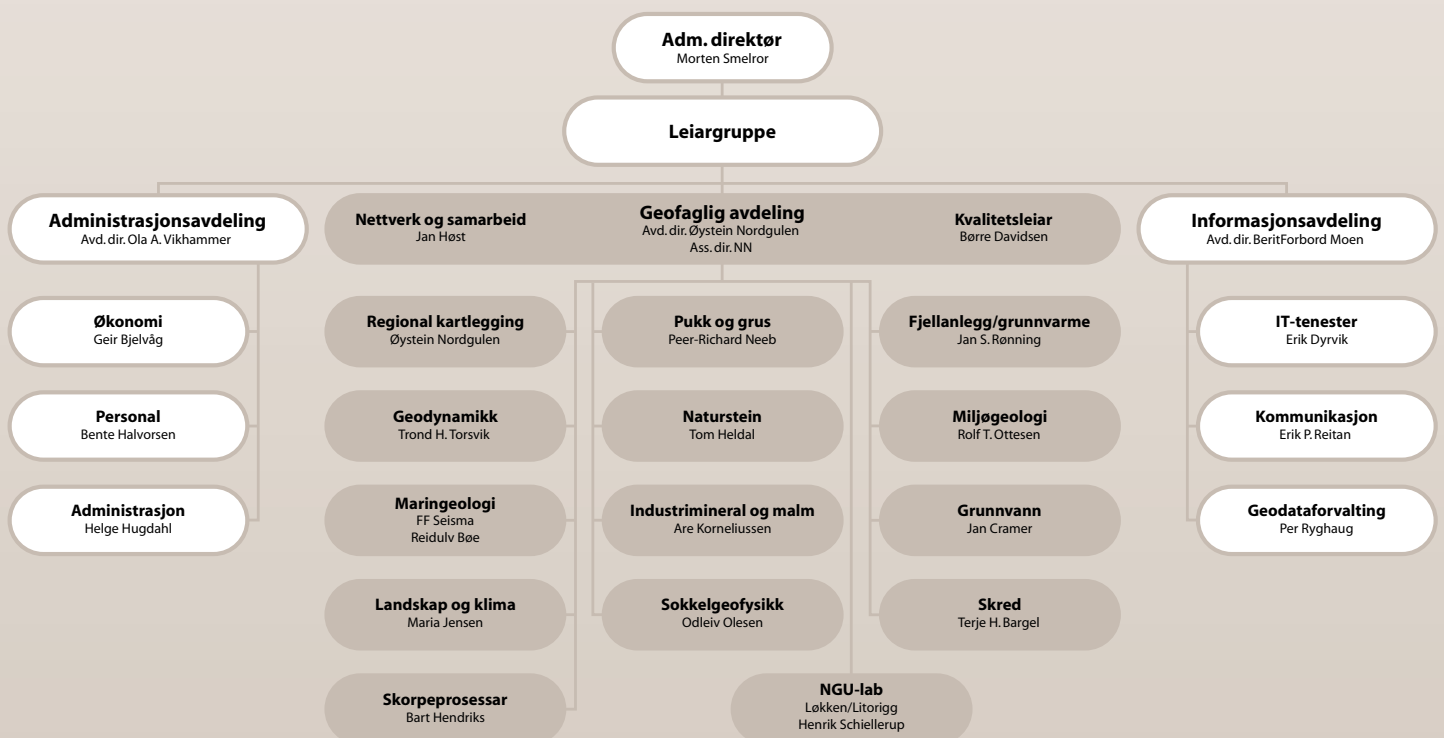 Adm. direktør
Morten Smelror
Leiargruppe
Administrasjonsavdeling
Avd. dir. Ola A. Vikhammer
Nettverk og samarbeid
Jan Høst
Geofaglig avdeling
Avd. dir. Øystein Nordgulen
Ass. dir. NN
Kvalitetsleiar
Børre Davidsen
Informasjonsavdeling
Avd. dir. BeritForbord Moen
Økonomi
Geir Bjelvåg
Regional kartlegging
Øystein Nordgulen
Pukk og grus
Peer-Richard Neeb
Fjellanlegg/grunnvarme
Jan S. Rønning
IT-tenester
Erik Dyrvik
Personal
Bente Halvorsen
Geodynamikk
Trond H. Torsvik
Naturstein
Tom Heldal
Miljøgeologi
Rolf T. Ottesen
Kommunikasjon
Erik P. Reitan
Administrasjon
Helge Hugdahl
Maringeologi
FF Seisma
Reidulv Bøe
Industrimineral og malm
Are Korneliussen
Grunnvann
Jan Cramer
Geodataforvalting
Per Ryghaug
Landskap og klima
Maria Jensen
Sokkelgeofysikk
Odleiv Olesen
Skred
Terje H. Bargel
Skorpeprosessar
Bart Hendriks
NGU-lab
Løkken/Litorigg
Henrik Schiellerup